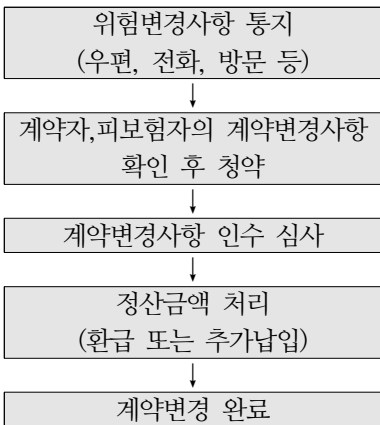 위험변경사항 통지
(우편, 전화, 방문 등)
계약자,피보험자의 계약변경사항
확인 후 청약
계약변경사항 인수 심사
정산금액 처리
(환급 또는 추가납입)
계약변경 완료